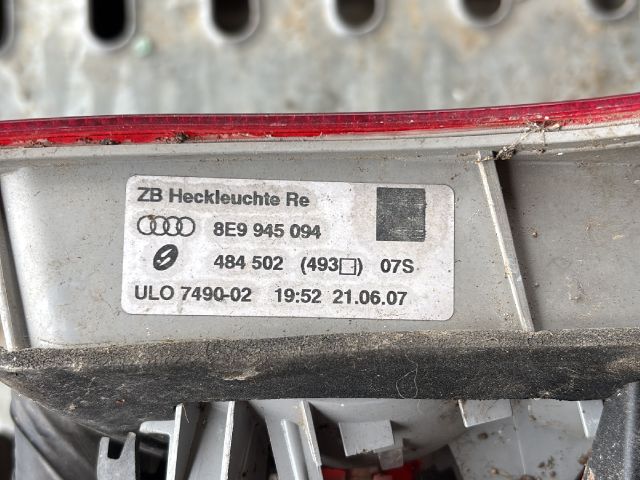 ZB Heckleuchte Re
8E9 945 094
484 502 (493□) 07S
ULO 7490-02 19:52 21.06.07